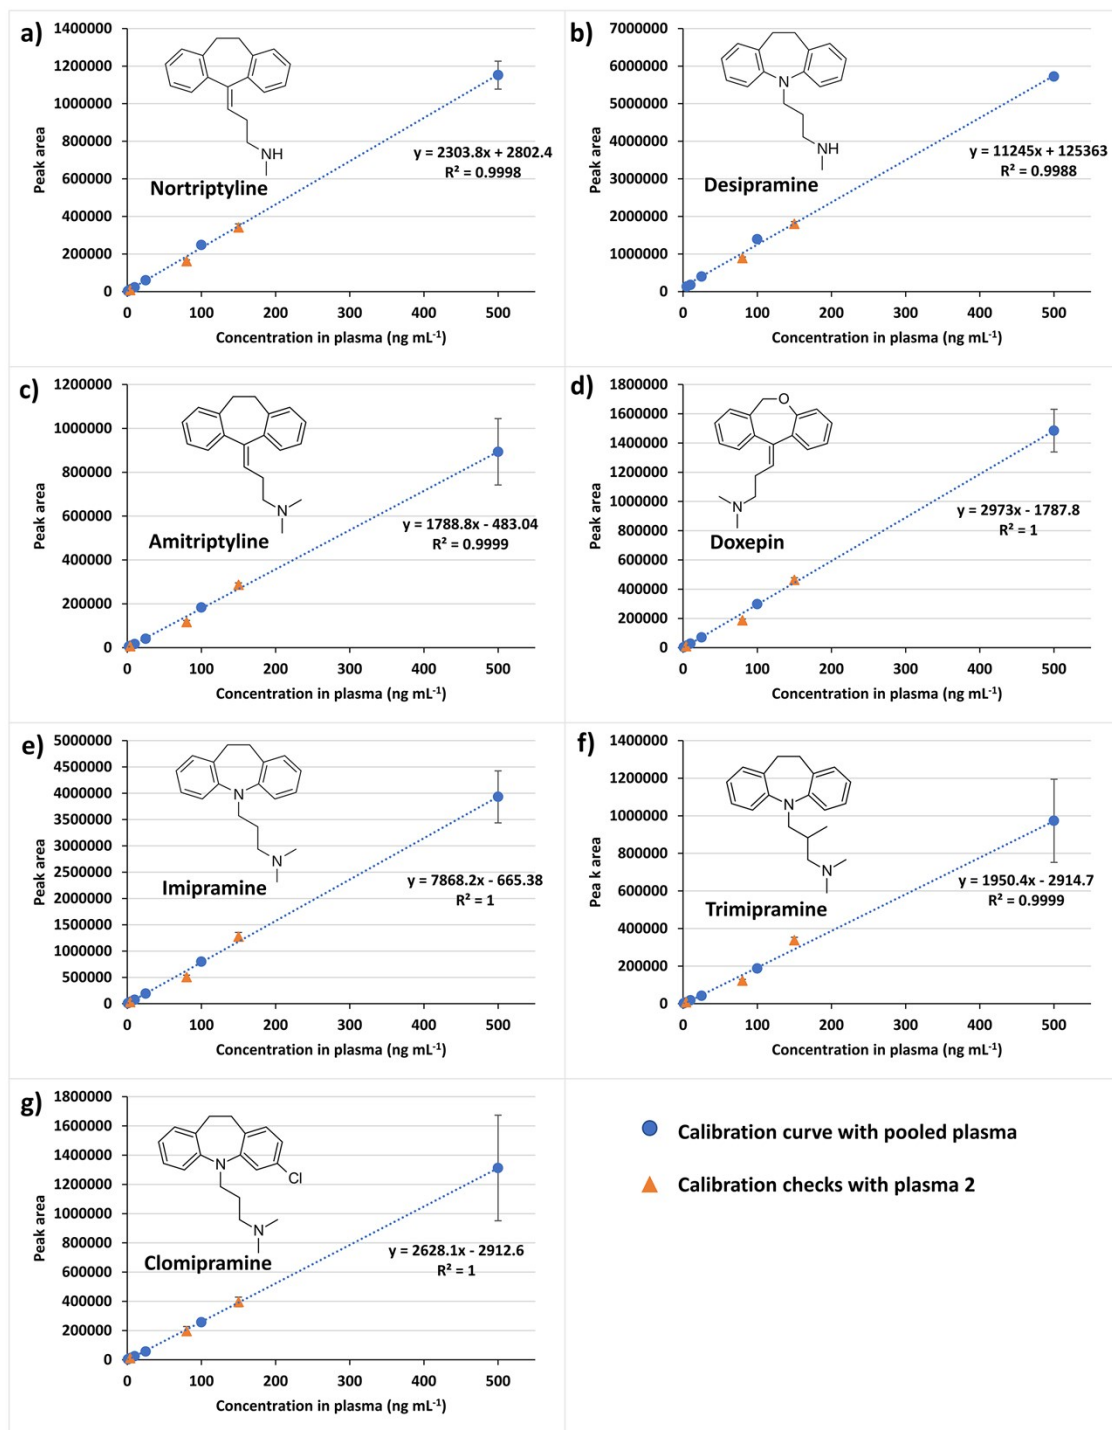 a)
1400000
1200000
1000000
800000
600000
400000
200000
0
Peak area
NH
Nortriptyline
y = 2303.8x + 2802.4
R² = 0.9998
0 100 200 300 400 500
Concentration in plasma (ng mL⁻¹)
b)
7000000
6000000
5000000
4000000
3000000
2000000
1000000
0
Peak area
N
NH
Desipramine
y = 11245x + 125363
R² = 0.9988
0 100 200 300 400 500
Concentration in plasma (ng mL⁻¹)
c)
1200000
1000000
800000
600000
400000
200000
0
Peak area
N
Amitriptyline
y = 1788.8x - 483.04
R² = 0.9999
0 100 200 300 400 500
Concentration in plasma (ng mL⁻¹)
d)
1800000
1600000
1400000
1200000
1000000
800000
600000
400000
200000
0
Peak area
O
N
Doxepin
y = 2973x - 1787.8
R² = 1
0 100 200 300 400 500
Concentration in plasma (ng mL⁻¹)
e)
5000000
4500000
4000000
3500000
3000000
2500000
2000000
1500000
1000000
500000
0
Peak area
N
N
Imipramine
y = 7868.2x - 665.38
R² = 1
0 100 200 300 400 500
Concentration in plasma (ng mL⁻¹)
f)
1400000
1200000
1000000
800000
600000
400000
200000
0
Pea k area
N
N
Trimipramine
y = 1950.4x - 2914.7
R² = 0.9999
0 100 200 300 400 500
Concentration in plasma (ng mL⁻¹)
g)
1800000
1600000
1400000
1200000
1000000
800000
600000
400000
200000
0
Peak area
N
Cl
N
Clomipramine
y = 2628.1x - 2912.6
R² = 1
0 100 200 300 400 500
Concentration in plasma (ng mL⁻¹)
Calibration curve with pooled plasma
Calibration checks with plasma 2